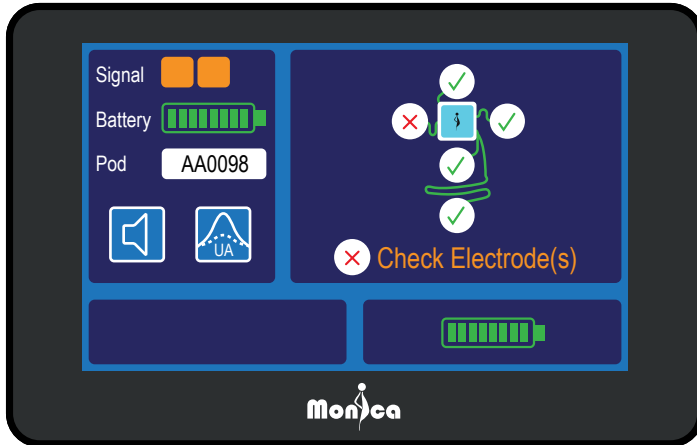 Signal
Battery
Pod AA0098
UA
Check Electrode(s)
Monica